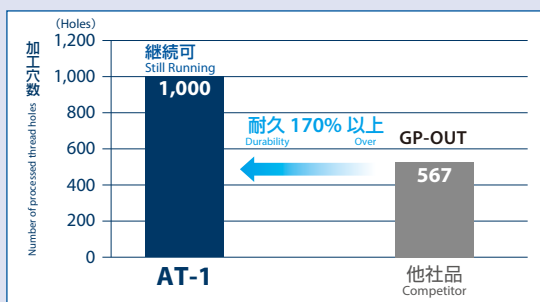 (Holes)
加工穴数
Number of processed thread holes
1,200
1,000
800
600
400
200
0
継続可
Still Running
1,000
耐久 170% 以上
Durability Over
GP-OUT
567
AT-1
他社品
Competitor